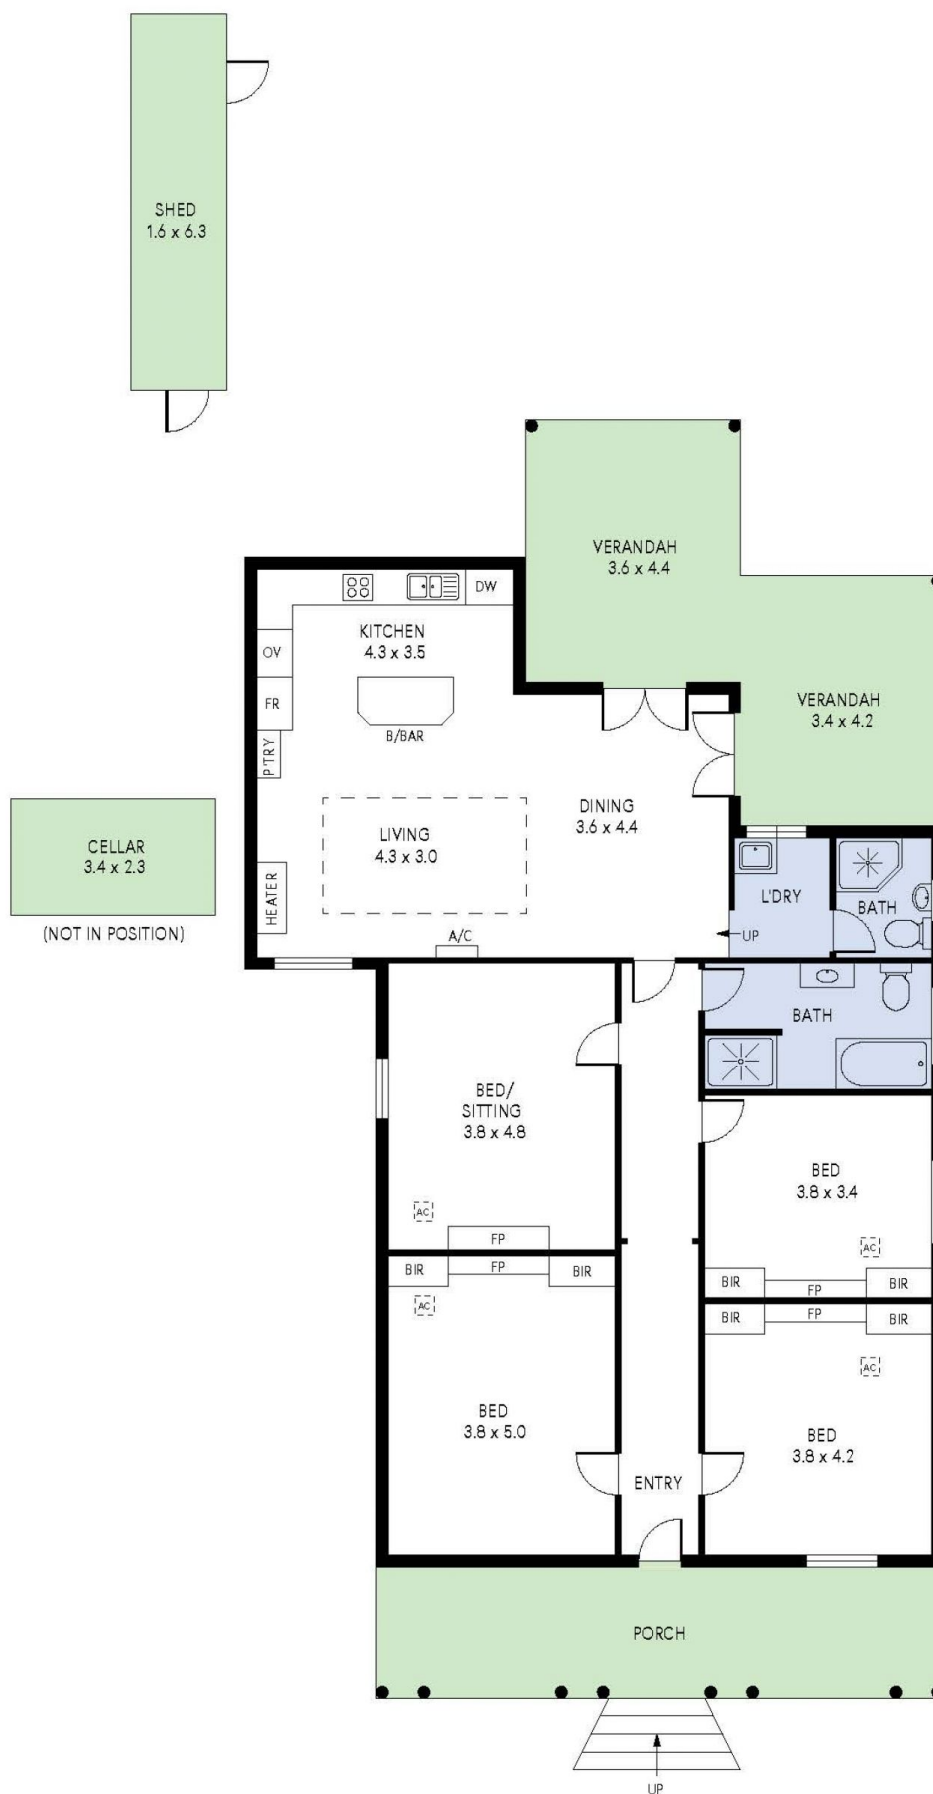 SHED
1.6 x 6.3
VERANDAH
3.6 x 4.4
DW
KITCHEN
4.3 x 3.5
OV
FR
B/BAR
P'TRY
VERANDAH
3.4 x 4.2
DINING
3.6 x 4.4
LIVING
4.3 x 3.0
CELLAR
3.4 x 2.3
(NOT IN POSITION)
HEATER
A/C
L'DRY
BATH
UP
BATH
BED/
SITTING
3.8 x 4.8
AC
FP
BED
3.8 x 3.4
AC
BIR
FP
BIR
BIR
FP
BIR
AC
BIR
FP
BIR
AC
BED
3.8 x 5.0
BED
3.8 x 4.2
ENTRY
PORCH
UP